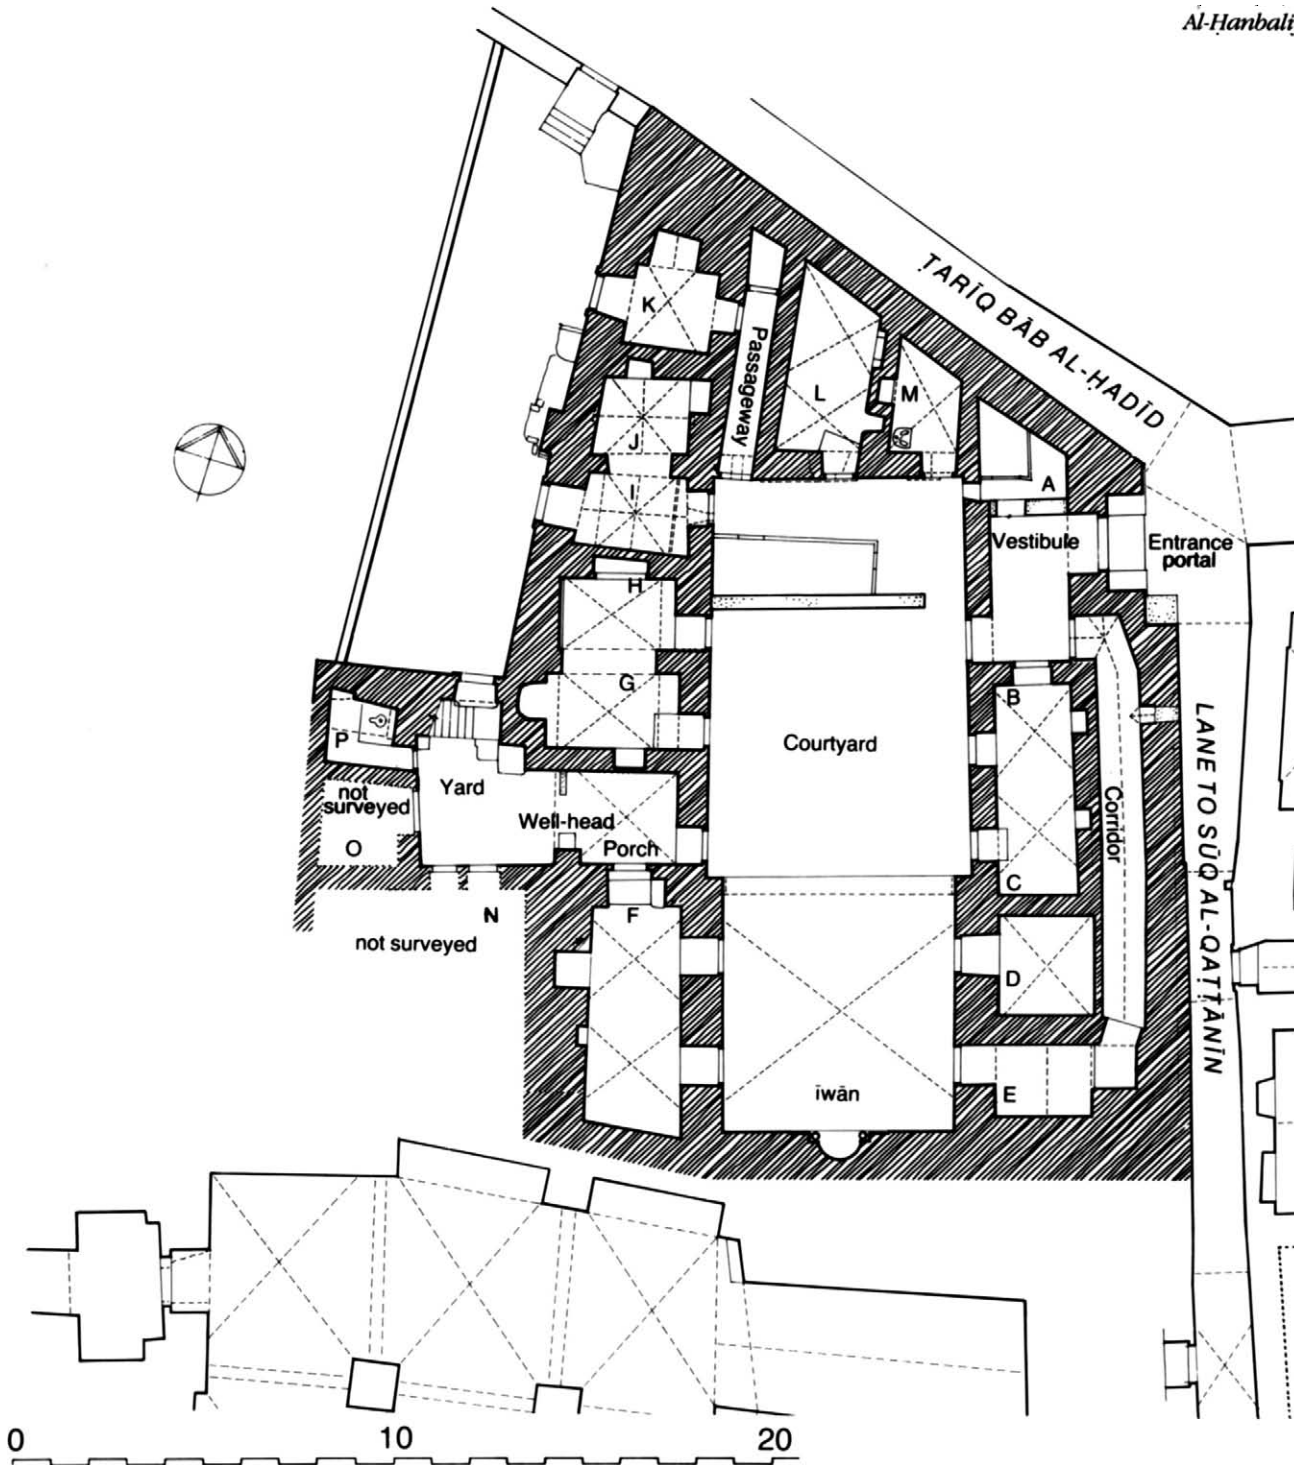 Al-Ḥanbalīy
ṬARĪQ BĀB AL-ḤADĪD
K
Passageway
L
M
J
A
I
Vestibule
Entrance
portal
H
G
B
P
Courtyard
LANE TO SŪQ AL-QAṬṬĀNĪN
not
surveyed
Yard
Corridor
Well-head
O
Porch
C
N
F
not surveyed
D
īwān
E
0
10
20